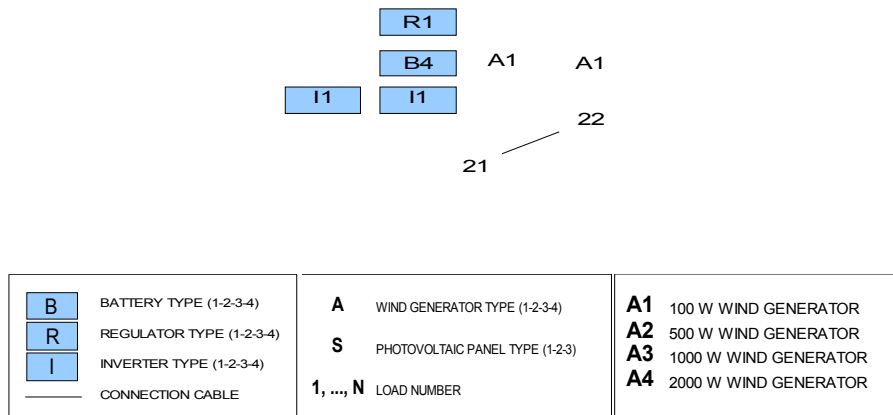 R1
B4 A1 A1
I1 I1
22
21
B BATTERY TYPE (1-2-3-4)
R REGULATOR TYPE (1-2-3-4)
I INVERTER TYPE (1-2-3-4)
CONNECTION CABLE
A WIND GENERATOR TYPE (1-2-3-4)
S PHOTOVOLTAIC PANEL TYPE (1-2-3)
1, ..., N LOAD NUMBER
A1 100 W WIND GENERATOR
A2 500 W WIND GENERATOR
A3 1000 W WIND GENERATOR
A4 2000 W WIND GENERATOR